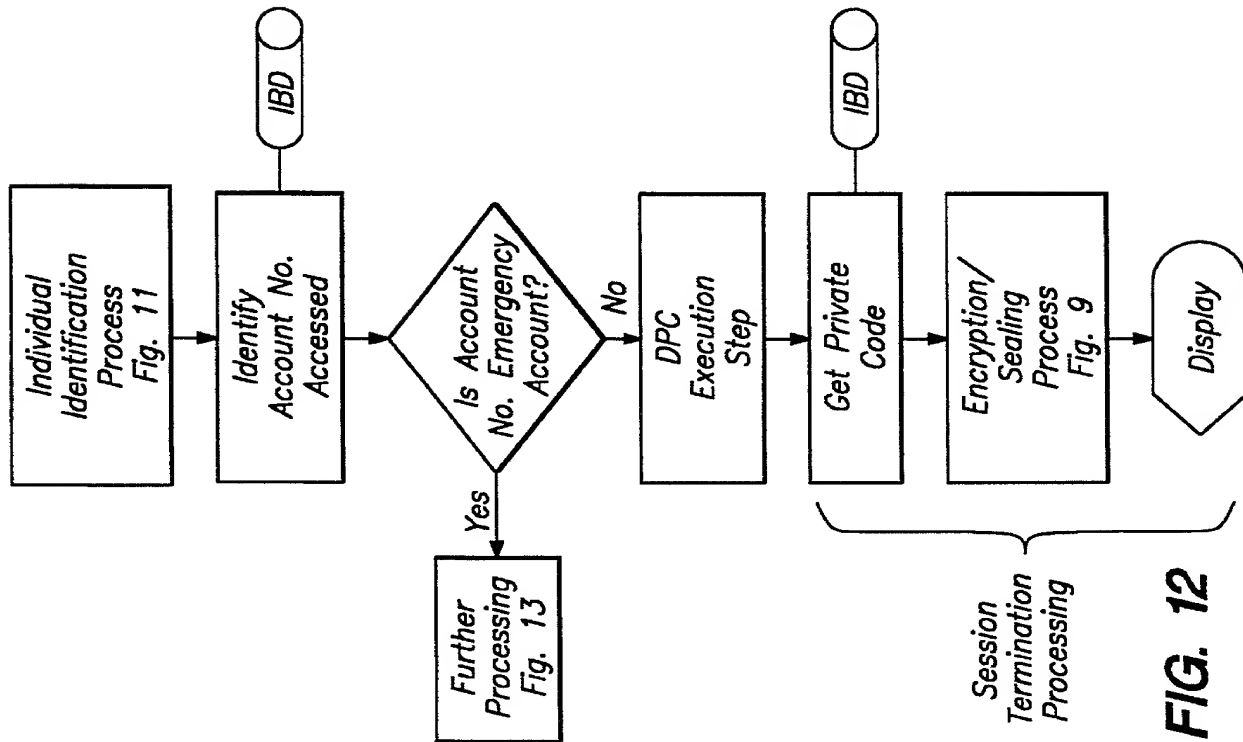 Individual
Identification
Process
Fig. 11
Identify
Account No.
Accessed
IBD
Is Account
No. Emergency
Account?
Yes
No
Further
Processing
Fig. 13
DPC
Execution
Step
Get Private
Code
IBD
Encryption/
Sealing
Process
Fig. 9
Display
Session
Termination
Processing
FIG. 12